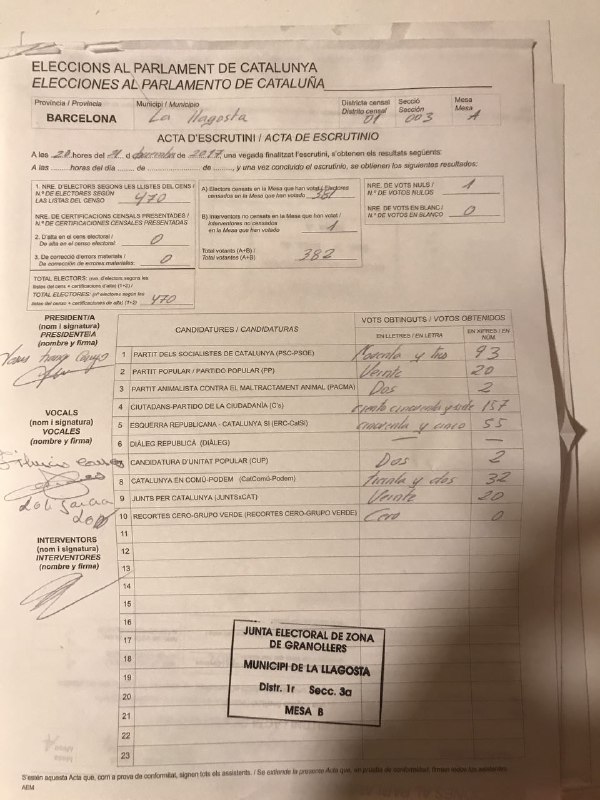 ELECCIONS AL PARLAMENT DE CATALUNYA
ELECCIONES AL PARLAMENTO DE CATALUÑA
Província / Provincia Municipi / Municipio Districte censal Secció Mesa
Distrito censal Sección Mesa
BARCELONA La Llagosta 01 003 A
ACTA D'ESCRUTINI / ACTA DE ESCRUTINIO
A les 20 hores del 21 d de 2017 una vegada finalitzat l'escrutini, s'obtenen els resultats següents:
A las ........ horas del día ........ de ........ de ........, y una vez concluido el escrutinio, se obtienen los siguientes resultados:
1. NRE. D'ELECTORS SEGONS LES LLISTES DEL CENS /
N.º DE ELECTORES SEGÚN
LAS LISTAS DEL CENSO 470
NRE. DE CERTIFICACIONS CENSALS PRESENTADES /
N.º DE CERTIFICACIONES CENSALES PRESENTADAS
2. D'alta en el cens electoral /
De alta en el censo electoral 0
3. De correcció d'errors materials /
De corrección de errores materiales 0
TOTAL ELECTORS: (nre. d'electors segons les
llistes del cens + certificacions d'alta) (1+2) /
TOTAL ELECTORES: (nº electores según las
listas del censo + certificaciones de alta) (1+2) 470
A) Electors censats en la Mesa que han votat / Electores
censados en la Mesa que han votado 381
B) Interventors no censats en la Mesa que han votat /
Interventores no censados
en la Mesa que han votado 1
Total votants (A+B) /
Total votantes (A+B) 382
NRE. DE VOTS NULS /
N.º DE VOTOS NULOS 1
NRE. DE VOTS EN BLANC /
N.º DE VOTOS EN BLANCO 0
PRESIDENT/A
(nom i signatura)
PRESIDENTE/A
(nombre y firma)
VOCALS
(nom i signatura)
VOCALES
(nombre y firma)
Loli García
INTERVENTORS
(nom i signatura)
INTERVENTORES
(nombre y firma)
CANDIDATURES / CANDIDATURAS VOTS OBTINGUTS / VOTOS OBTENIDOS
EN LLETRES / EN LETRA EN XIFRES / EN NÚM.
1 PARTIT DELS SOCIALISTES DE CATALUNYA (PSC-PSOE) Noventa y tres 93
2 PARTIT POPULAR / PARTIDO POPULAR (PP) Veinte 20
3 PARTIT ANIMALISTA CONTRA EL MALTRACTAMENT ANIMAL (PACMA) Dos 2
4 CIUTADANS-PARTIDO DE LA CIUDADANÍA (C's) ciento cincuenta y siete 157
5 ESQUERRA REPUBLICANA - CATALUNYA SÍ (ERC-CatSí) cincuenta y cinco 55
6 DIÀLEG REPUBLICÀ (DIÀLEG) — —
7 CANDIDATURA D'UNITAT POPULAR (CUP) Dos 2
8 CATALUNYA EN COMÚ-PODEM (CatComú-Podem) Treinta y dos 32
9 JUNTS PER CATALUNYA (JUNTSxCAT) Veinte 20
10 RECORTES CERO-GRUPO VERDE (RECORTES CERO-GRUPO VERDE) Cero 0
11
12
13
14
15
16
17
18
19
20
21
22
23
JUNTA ELECTORAL DE ZONA
DE GRANOLLERS
MUNICIPI DE LA LLAGOSTA
Distr. 1r Secc. 3a
MESA B
S'estén aquesta Acta que, com a prova de conformitat, signen tots els assistents. / Se extiende la presente Acta que, en prueba de conformidad, firman todos los asistentes.
AEM